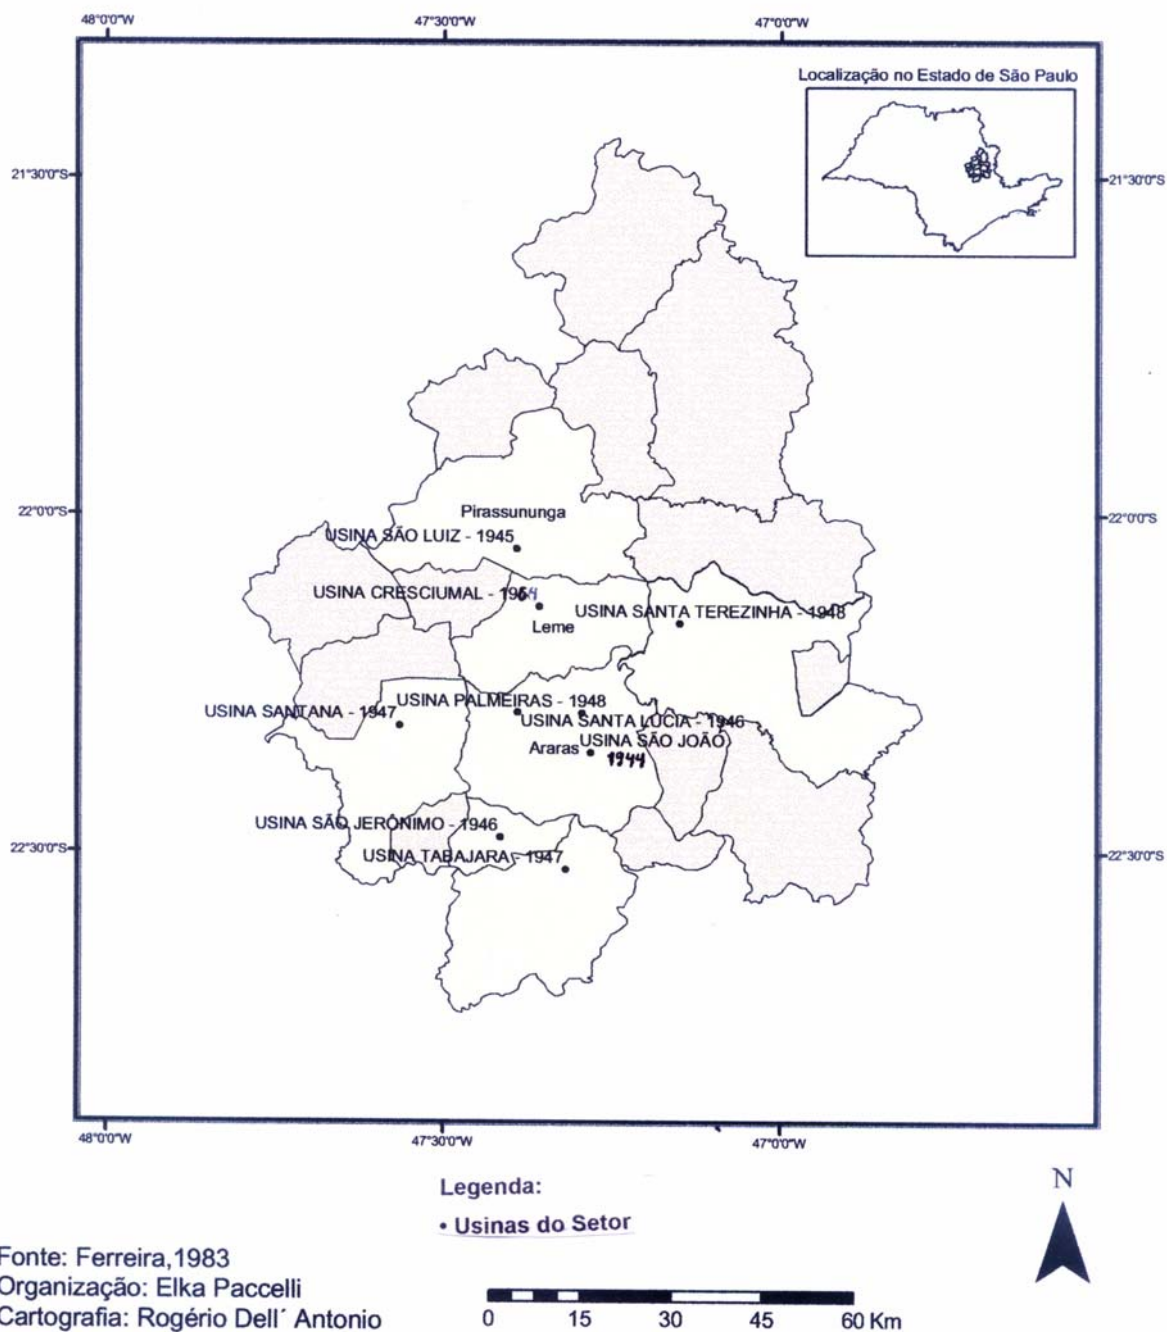 48°0'0"W 47°30'0"W 47°0'0"W
Localização no Estado de São Paulo
21°30'0"S 21°30'0"S
22°0'0"S 22°0'0"S
Pirassununga
USINA SÃO LUIZ - 1945
USINA CRESCIUMAL -
USINA SANTA TEREZINHA - 1948
Leme
USINA PALMEIRAS - 1948
USINA SANTANA - 1947
USINA SANTA LÚCIA - 1946
Araras USINA SÃO JOÃO
1944
USINA SÃO JERÔNIMO - 1946
22°30'0"S 22°30'0"S
USINA TABAJARA - 1947
48°0'0"W 47°30'0"W 47°0'0"W
Legenda:
• Usinas do Setor
N
Fonte: Ferreira,1983
Organização: Elka Paccelli
Cartografia: Rogério Dell´ Antonio
0 15 30 45 60 Km